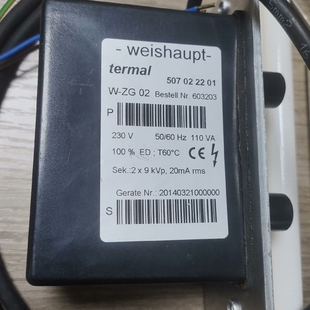 - weishaupt-
termal
507 02 22 01
W-ZG 02 Bestell Nr. 603203
P
230 V 50/60 Hz 110 VA
100 % ED ; T60°C CE
Sek.:2 x 9 kVp, 20mA rms
Gerate Nr.: 20140321000000
S